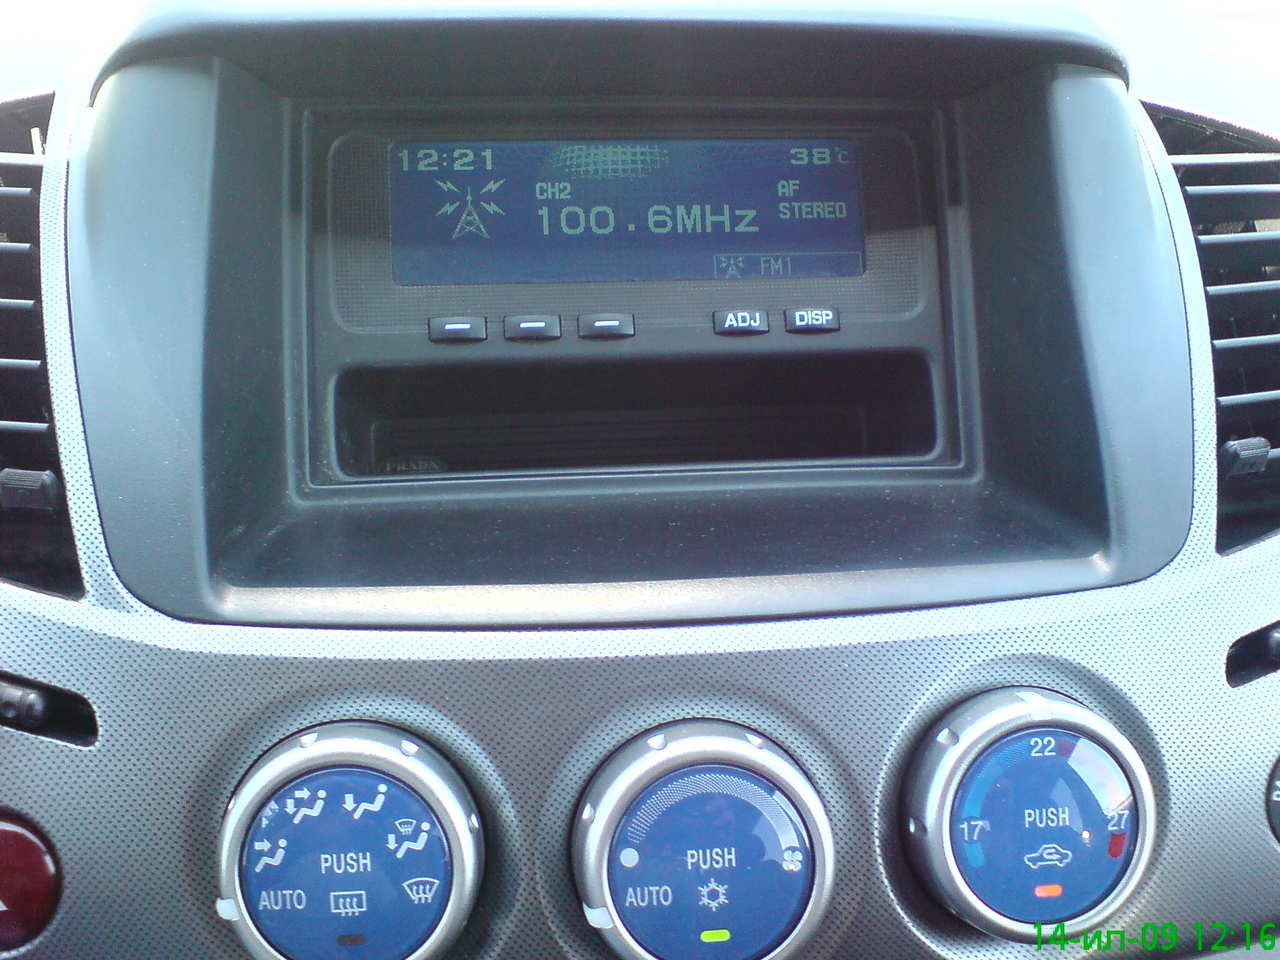 12:21 38°C
CH2 AF
100.6MHz STEREO
FM1
ADJ DISP
PRADA
22
17 PUSH 27
PUSH
AUTO
PUSH
AUTO
14-ил-09 12:16